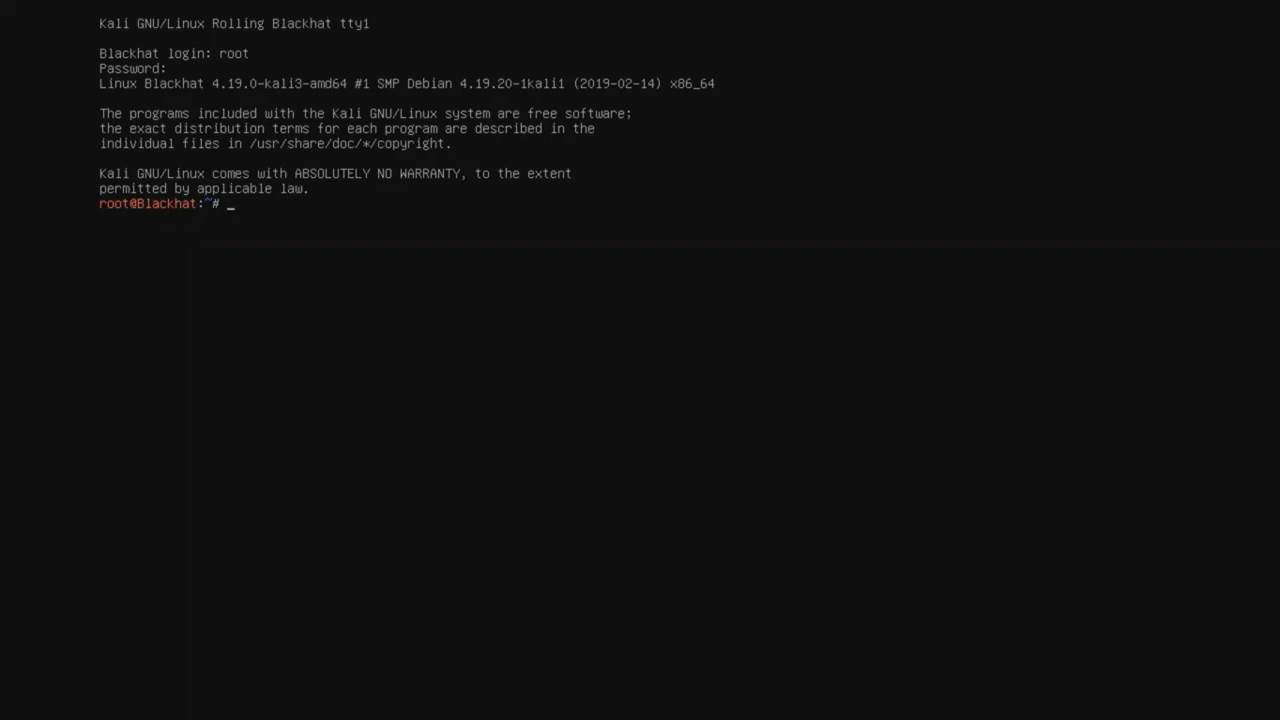 Kali GNU/Linux Rolling Blackhat tty1
Blackhat login: root
Password:
Linux Blackhat 4.19.0-kali3-amd64 #1 SMP Debian 4.19.20-1kali1 (2019-02-14) x86_64
The programs included with the Kali GNU/Linux system are free software;
the exact distribution terms for each program are described in the
individual files in /usr/share/doc/*/copyright.
Kali GNU/Linux comes with ABSOLUTELY NO WARRANTY, to the extent
permitted by applicable law.
root@Blackhat:~# _